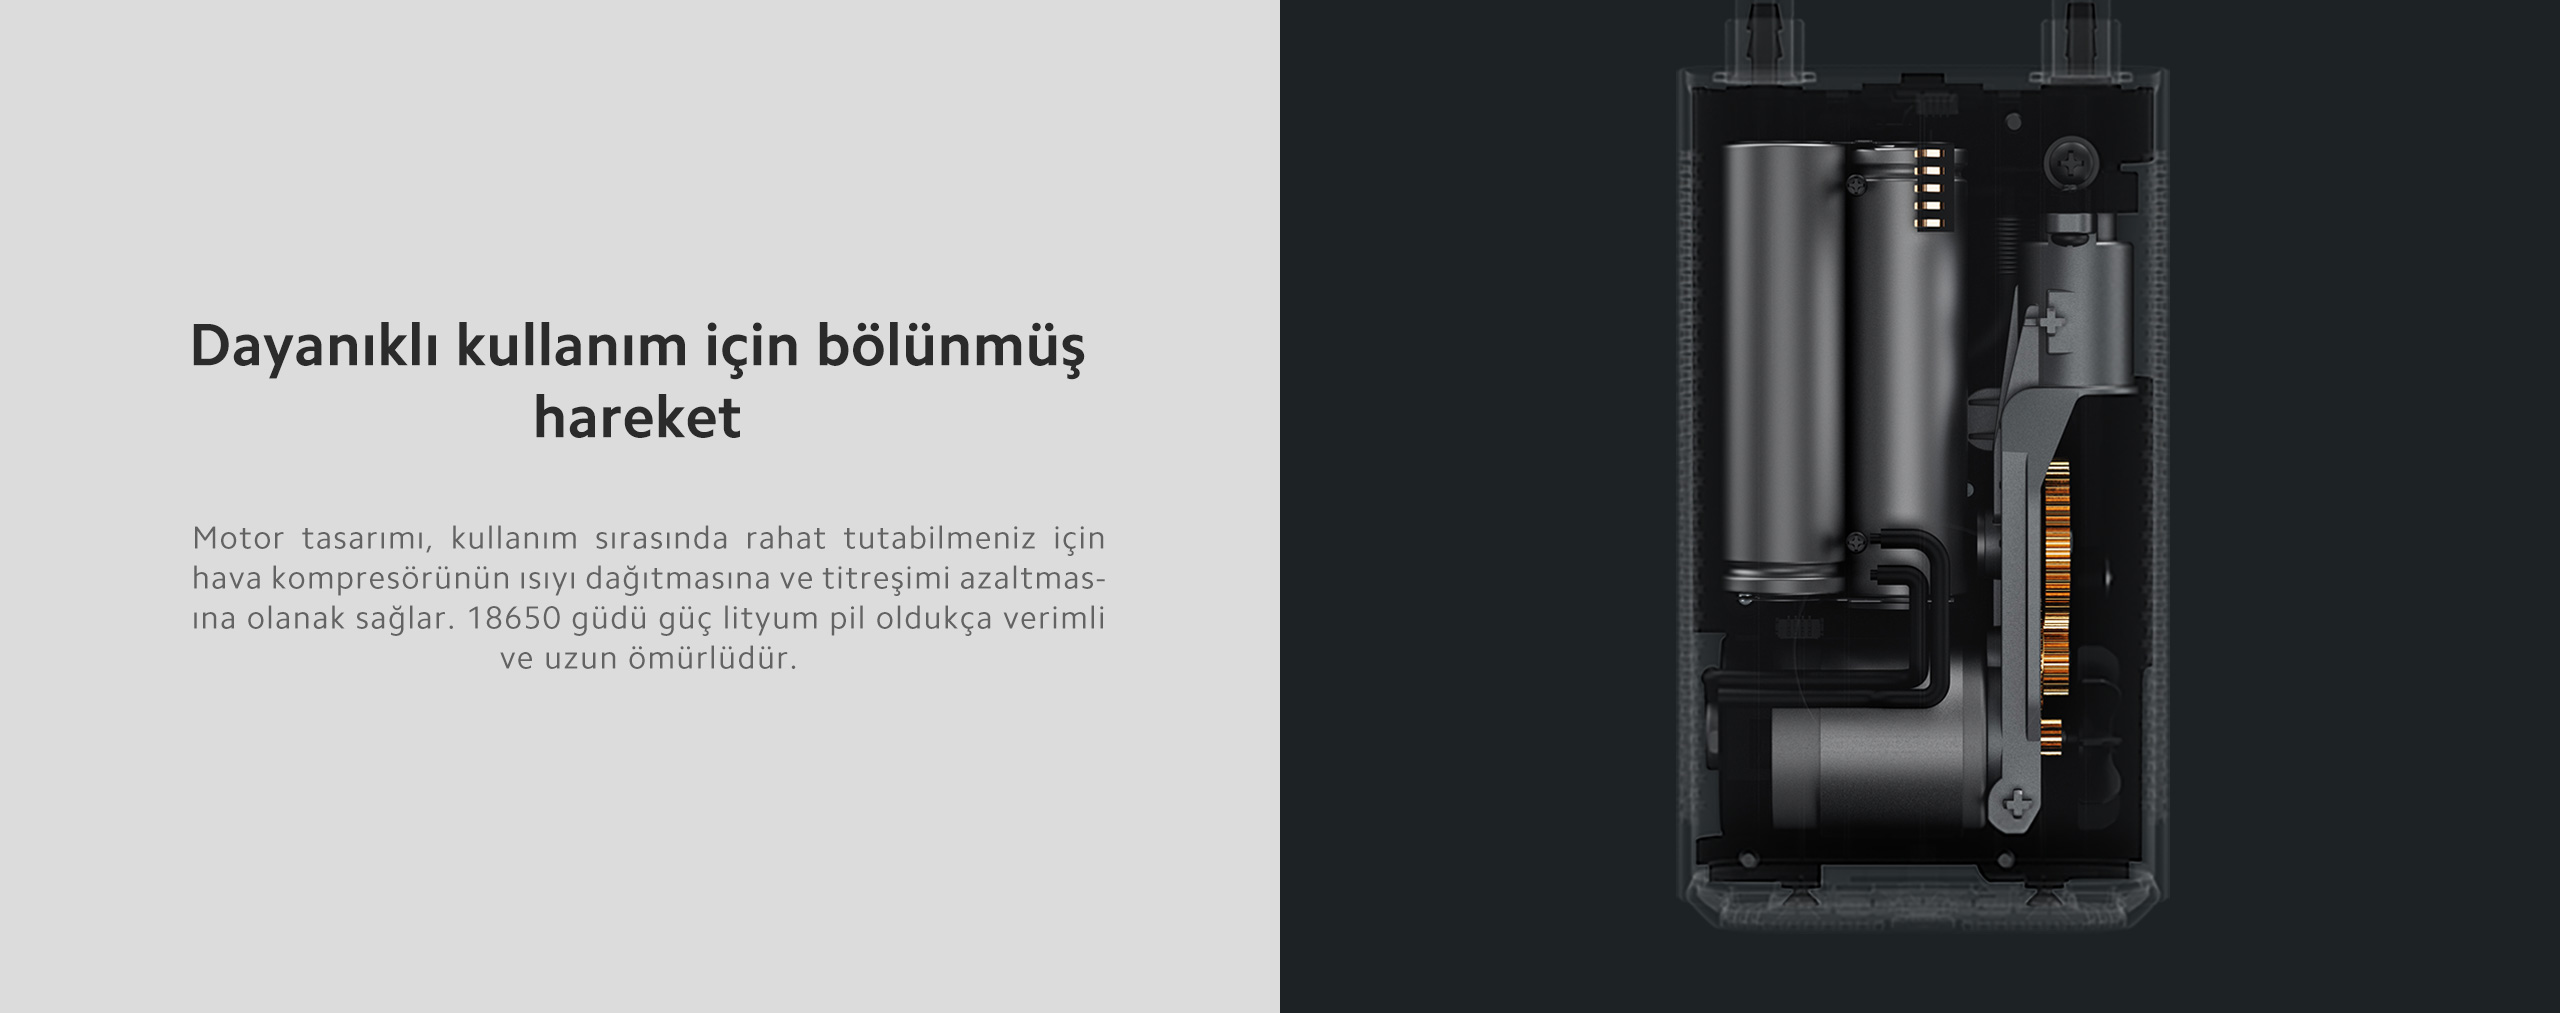 Dayanıklı kullanım için bölünmüş
hareket
Motor tasarımı, kullanım sırasında rahat tutabilmeniz için
hava kompresörünün ısıyı dağıtmasına ve titreşimi azaltmas-
ına olanak sağlar. 18650 güdü güç lityum pil oldukça verimli
ve uzun ömürlüdür.